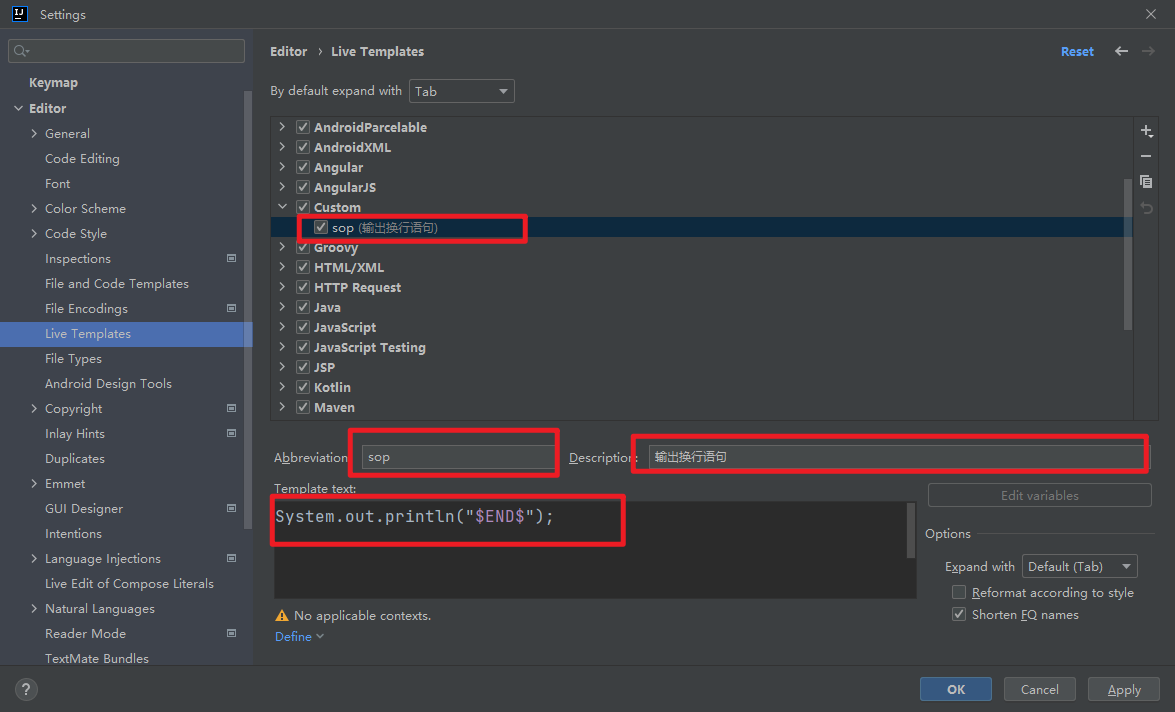 Settings
Editor › Live Templates
Reset
By default expand with
Tab
Keymap
Editor
General
Code Editing
Font
Color Scheme
Code Style
Inspections
File and Code Templates
File Encodings
Live Templates
File Types
Android Design Tools
Copyright
Inlay Hints
Duplicates
Emmet
GUI Designer
Intentions
Language Injections
Live Edit of Compose Literals
Natural Languages
Reader Mode
TextMate Bundles
AndroidParcelable
AndroidXML
Angular
AngularJS
Custom
sop (输出换行语句)
Groovy
HTML/XML
HTTP Request
Java
JavaScript
JavaScript Testing
JSP
Kotlin
Maven
Abbreviation
sop
Description:
输出换行语句
Template text:
System.out.println("$END$");
Edit variables
Options
Expand with
Default (Tab)
Reformat according to style
Shorten FQ names
No applicable contexts.
Define
?
OK
Cancel
Apply